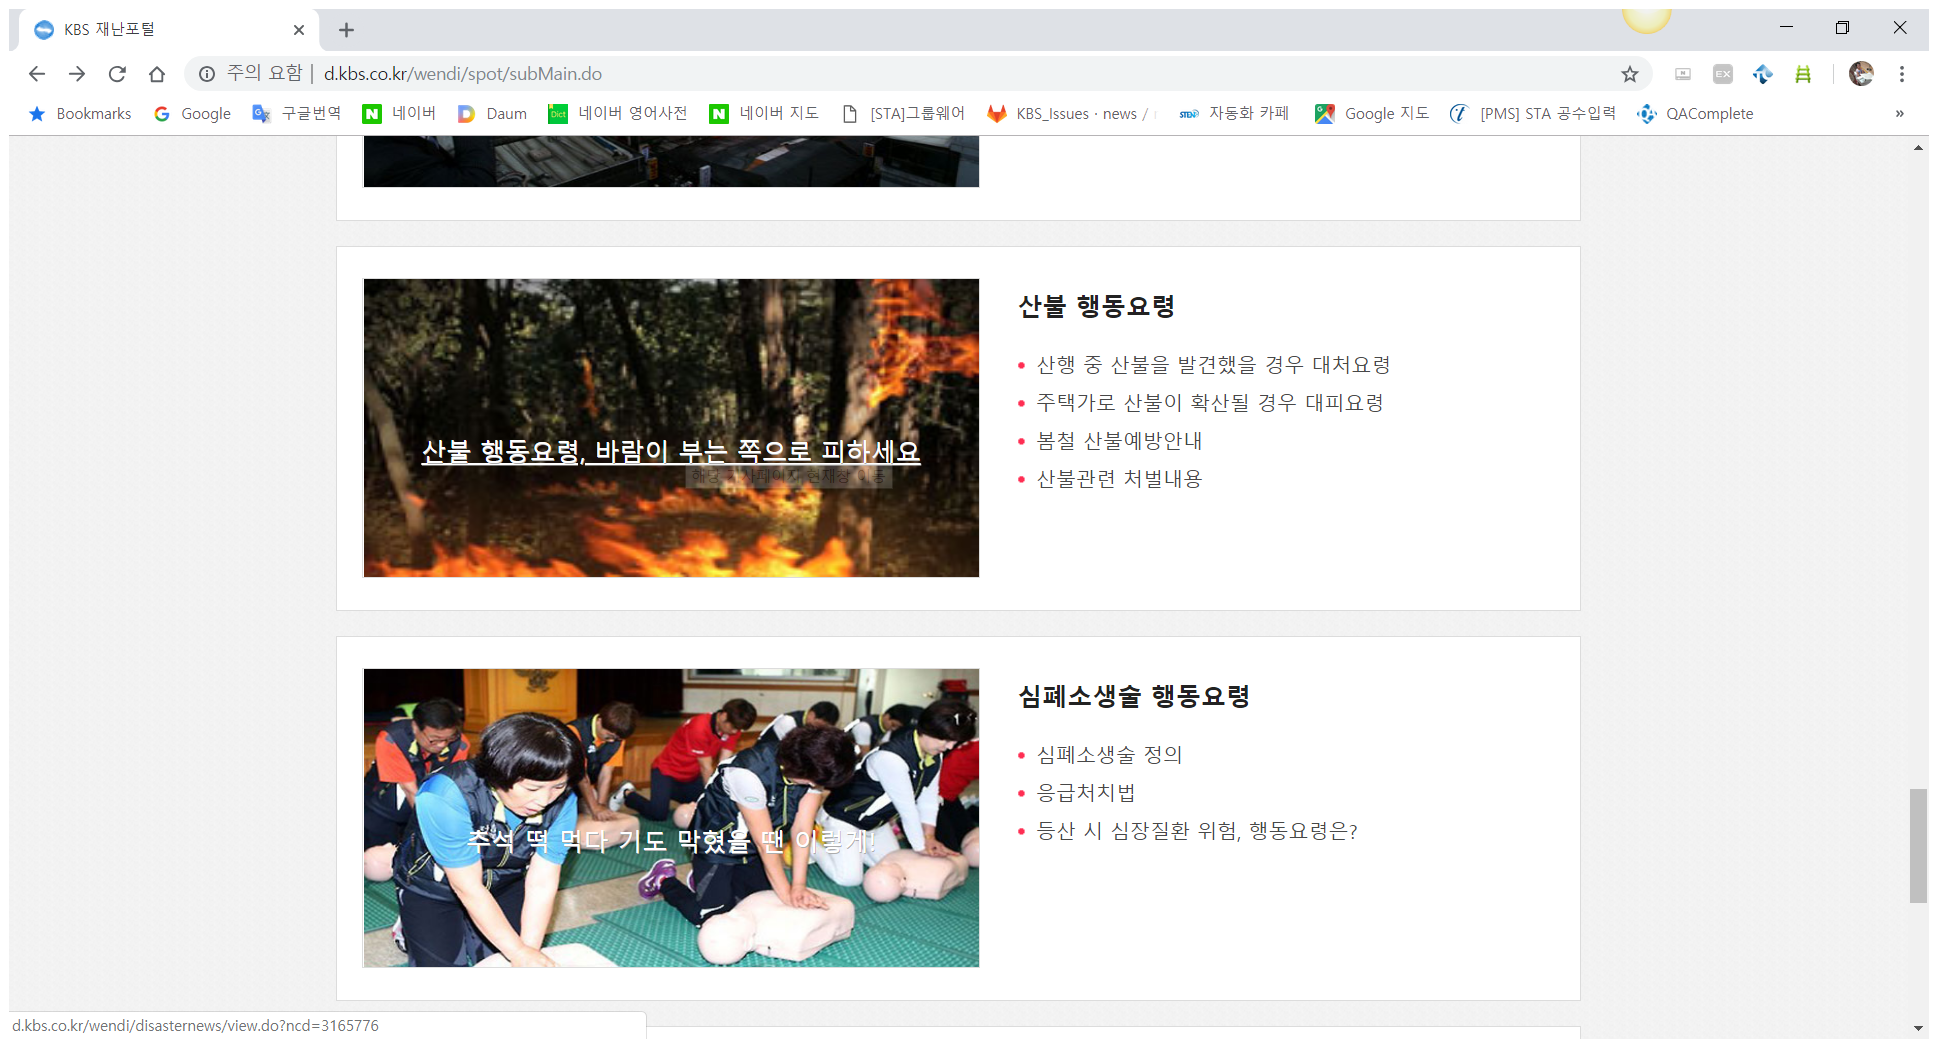 KBS 재난포털
주의 요함 | d.kbs.co.kr/wendi/spot/subMain.do
Bookmarks Google 구글번역 네이버 Daum 네이버 영어사전 네이버 지도 [STA]그룹웨어 KBS_Issues · news / 자동화 카페 Google 지도 [PMS] STA 공수입력 QAComplete »
산불 행동요령, 바람이 부는 쪽으로 피하세요
산불 행동요령
산행 중 산불을 발견했을 경우 대처요령
주택가로 산불이 확산될 경우 대피요령
봄철 산불예방안내
산불관련 처벌내용
추석 떡 먹다 기도 막혔을 땐 이렇게!
심폐소생술 행동요령
심폐소생술 정의
응급처치법
등산 시 심장질환 위험, 행동요령은?
d.kbs.co.kr/wendi/disasternews/view.do?ncd=3165776